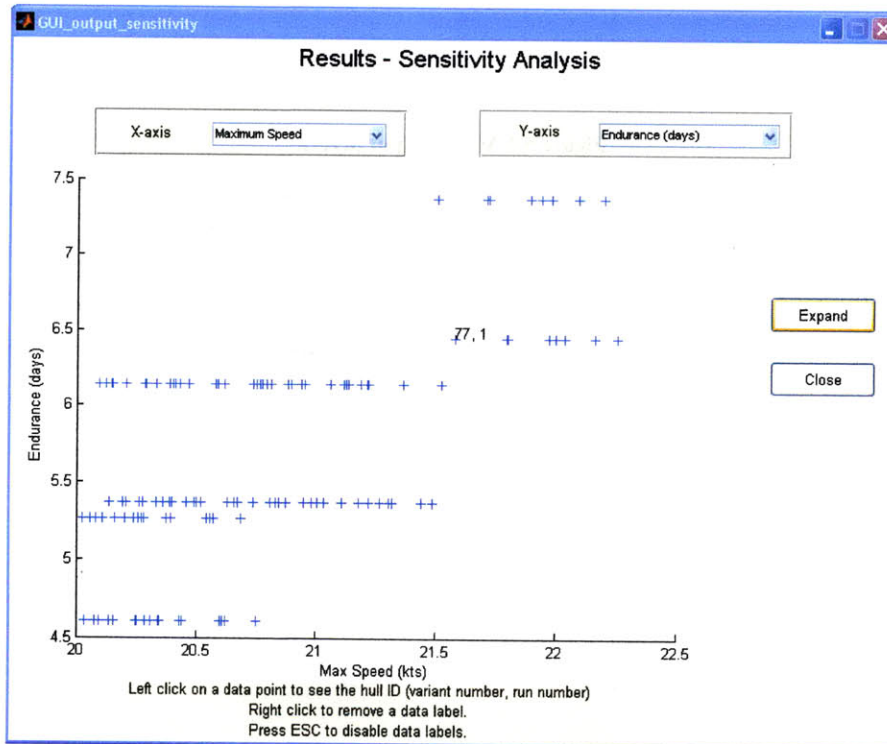 GUI_output_sensitivity
Results - Sensitivity Analysis
X-axis
Maximum Speed
Y-axis
Endurance (days)
7.5
7
6.5
6
5.5
5
4.5
Endurance (days)
77, 1
Expand
Close
20
20.5
21
21.5
22
22.5
Max Speed (kts)
Left click on a data point to see the hull ID (variant number, run number)
Right click to remove a data label.
Press ESC to disable data labels.